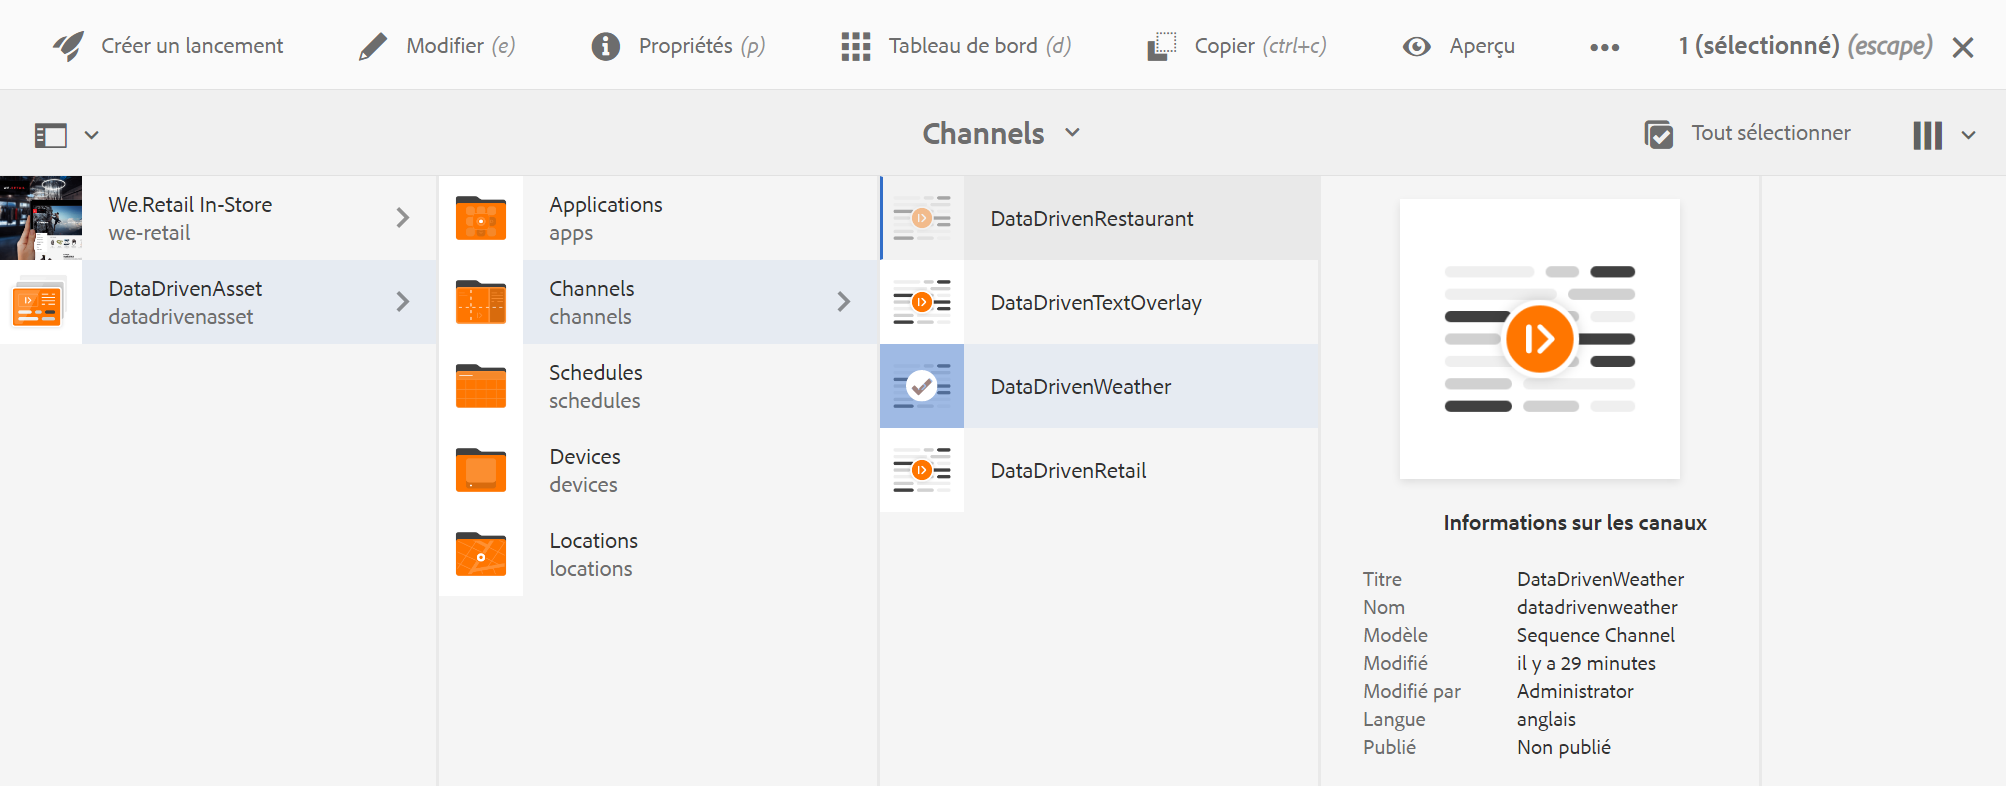 Créer un lancement
Modifier (e)
Propriétés (p)
Tableau de bord (d)
Copier (ctrl+c)
Aperçu
1 (sélectionné) (escape)
Channels
Tout sélectionner
We.Retail In-Store
we-retail
DataDrivenAsset
datadrivenasset
Applications
apps
Channels
channels
Schedules
schedules
Devices
devices
Locations
locations
DataDrivenRestaurant
DataDrivenTextOverlay
DataDrivenWeather
DataDrivenRetail
Informations sur les canaux
Titre DataDrivenWeather
Nom datadrivenweather
Modèle Sequence Channel
Modifié il y a 29 minutes
Modifié par Administrator
Langue anglais
Publié Non publié